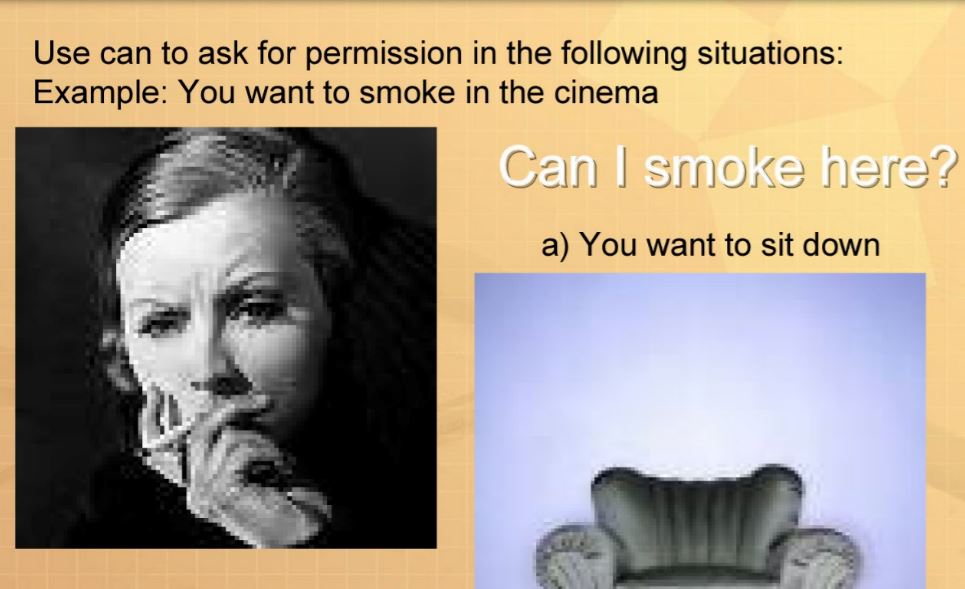 Use can to ask for permission in the following situations:
Example: You want to smoke in the cinema
Can I smoke here?
a) You want to sit down